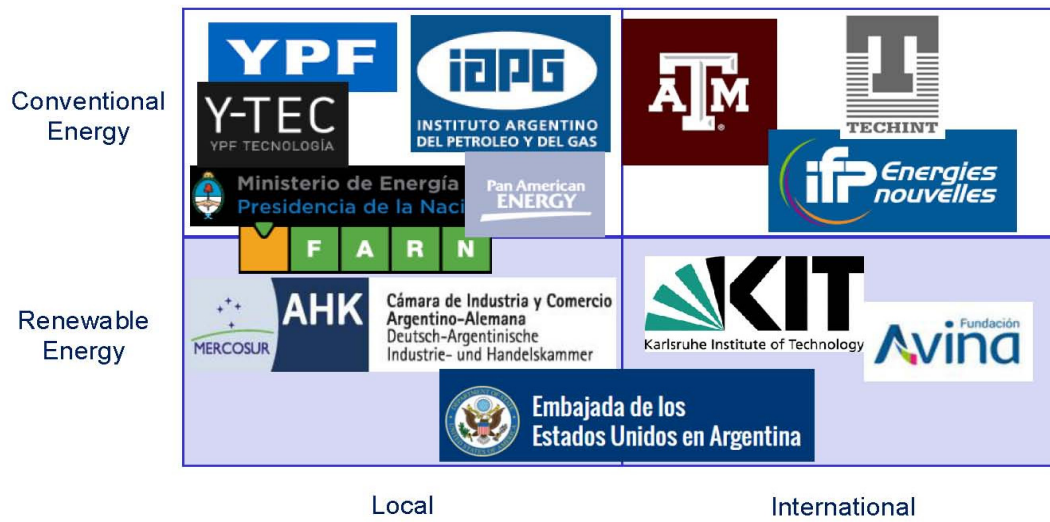 Conventional
Energy
YPF
Y-TEC
YPF TECNOLOGÍA
iAPG
INSTITUTO ARGENTINO
DEL PETROLEO Y DEL GAS
Ministerio de Energía
Presidencia de la Naci
Pan American
ENERGY
ATM
®
TECHINT
ifp Energies
nouvelles
FARN
Renewable
Energy
MERCOSUR
AHK
Cámara de Industria y Comercio
Argentino-Alemana
Deutsch-Argentinische
Industrie- und Handelskammer
KIT
Karlsruhe Institute of Technology
Fundación
Avina
Embajada de los
Estados Unidos en Argentina
Local
International